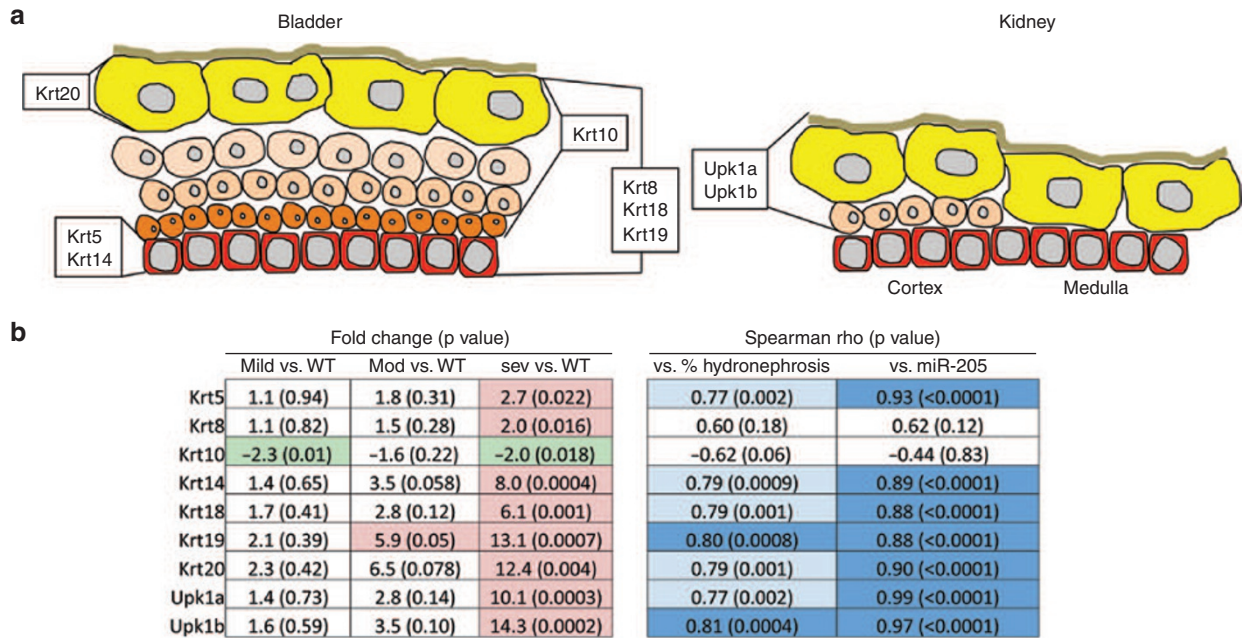 a
Bladder
Kidney
Krt20
Krt10
Krt8
Krt18
Krt19
Krt5
Krt14
Upk1a
Upk1b
Cortex
Medulla
b
Fold change (p value) Spearman rho (p value)
Mild vs. WT Mod vs. WT sev vs. WT vs. % hydronephrosis vs. miR-205
Krt5 1.1 (0.94) 1.8 (0.31) 2.7 (0.022) 0.77 (0.002) 0.93 (<0.0001)
Krt8 1.1 (0.82) 1.5 (0.28) 2.0 (0.016) 0.60 (0.18) 0.62 (0.12)
Krt10 −2.3 (0.01) −1.6 (0.22) −2.0 (0.018) −0.62 (0.06) −0.44 (0.83)
Krt14 1.4 (0.65) 3.5 (0.058) 8.0 (0.0004) 0.79 (0.0009) 0.89 (<0.0001)
Krt18 1.7 (0.41) 2.8 (0.12) 6.1 (0.001) 0.79 (0.001) 0.88 (<0.0001)
Krt19 2.1 (0.39) 5.9 (0.05) 13.1 (0.0007) 0.80 (0.0008) 0.88 (<0.0001)
Krt20 2.3 (0.42) 6.5 (0.078) 12.4 (0.004) 0.79 (0.001) 0.90 (<0.0001)
Upk1a 1.4 (0.73) 2.8 (0.14) 10.1 (0.0003) 0.77 (0.002) 0.99 (<0.0001)
Upk1b 1.6 (0.59) 3.5 (0.10) 14.3 (0.0002) 0.81 (0.0004) 0.97 (<0.0001)